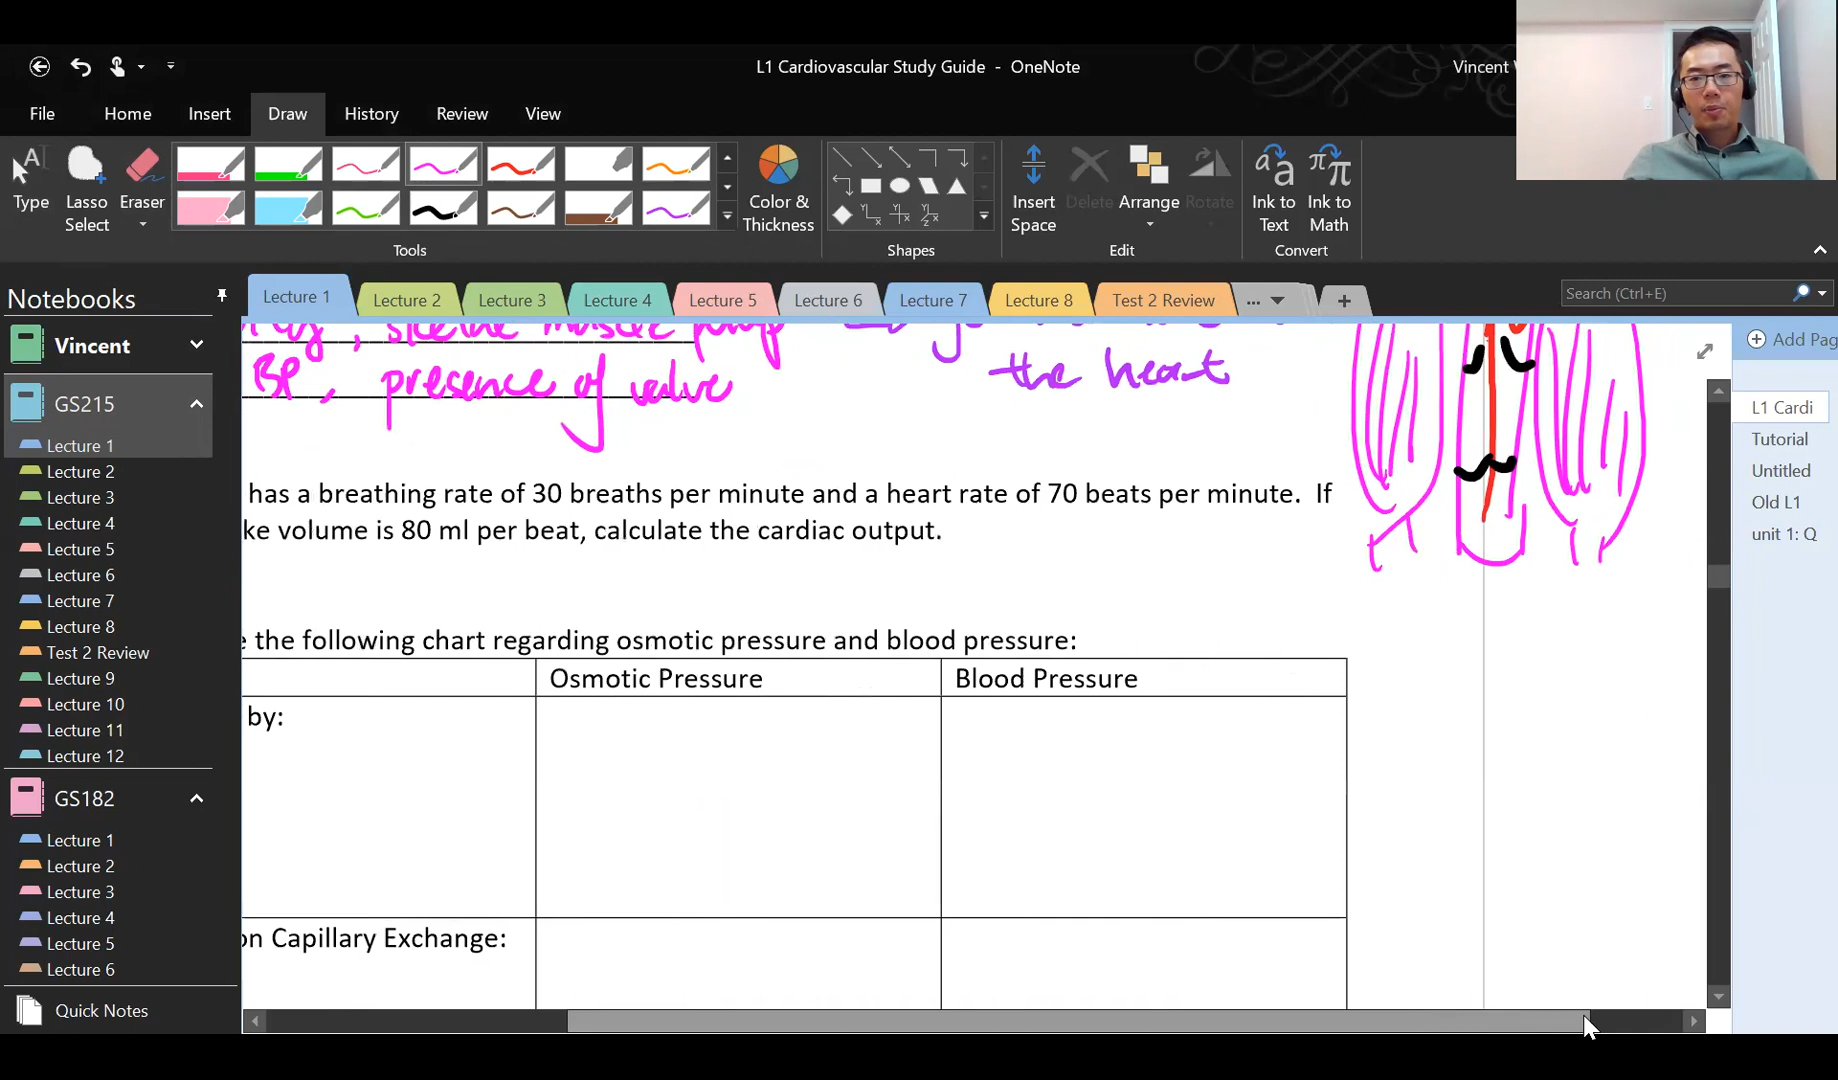 L1 Cardiovascular Study Guide - OneNote
Vincent
File
Home
Insert
Draw
History
Review
View
Type
Lasso Select
Eraser
Color & Thickness
Insert Space
Delete
Arrange
Rotate
Ink to Text
Ink to Math
Tools
Shapes
Edit
Convert
Notebooks
Lecture 1
Lecture 2
Lecture 3
Lecture 4
Lecture 5
Lecture 6
Lecture 7
Lecture 8
Test 2 Review
...
Search (Ctrl+E)
Vincent
GS215
Lecture 1
Lecture 2
Lecture 3
Lecture 4
Lecture 5
Lecture 6
Lecture 7
Lecture 8
Test 2 Review
Lecture 9
Lecture 10
Lecture 11
Lecture 12
GS182
Lecture 1
Lecture 2
Lecture 3
Lecture 4
Lecture 5
Lecture 6
Quick Notes
muscle pump
BP, presence of valve
the heart
has a breathing rate of 30 breaths per minute and a heart rate of 70 beats per minute. If
ke volume is 80 ml per beat, calculate the cardiac output.
e the following chart regarding osmotic pressure and blood pressure:
Osmotic Pressure
Blood Pressure
by:
on Capillary Exchange:
Add Pag
L1 Cardi
Tutorial
Untitled
Old L1
unit 1: Q